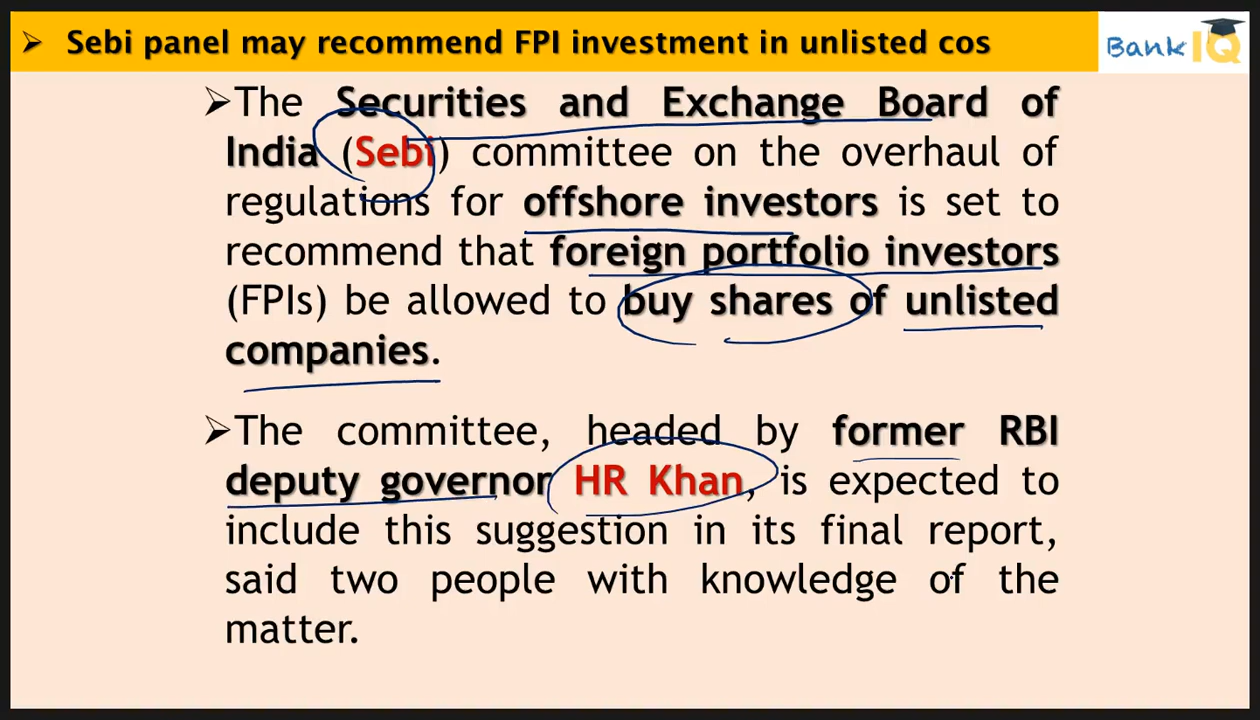 ➢ Sebi panel may recommend FPI investment in unlisted cos
Bank IQ
➢The Securities and Exchange Board of
India (Sebi) committee on the overhaul of
regulations for offshore investors is set to
recommend that foreign portfolio investors
(FPIs) be allowed to buy shares of unlisted
companies.
➢The committee, headed by former RBI
deputy governor HR Khan, is expected to
include this suggestion in its final report,
said two people with knowledge of the
matter.